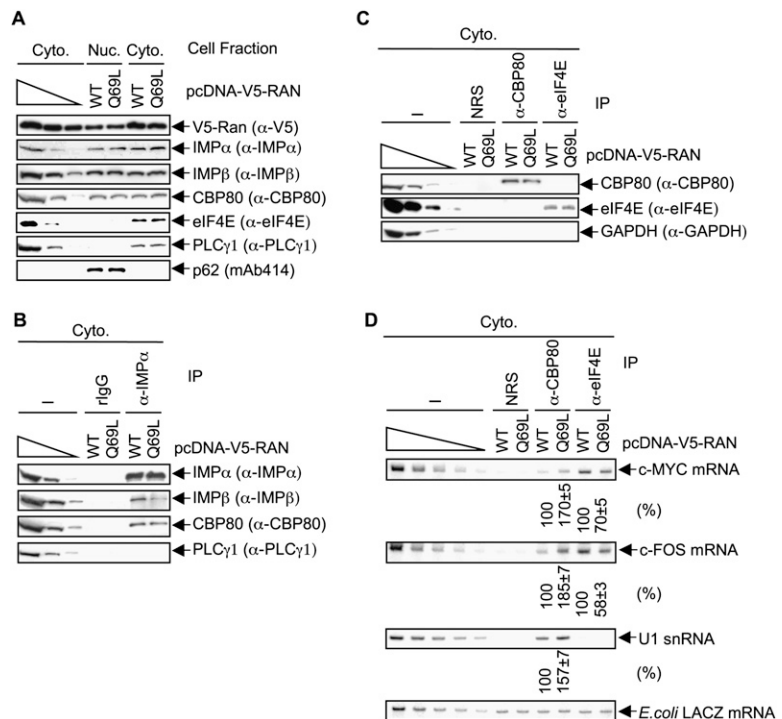 A
Cyto. Nuc. Cyto. Cell Fraction
WT Q69L WT Q69L pcDNA-V5-RAN
V5-Ran (α-V5)
IMPα (α-IMPα)
IMPβ (α-IMPβ)
CBP80 (α-CBP80)
eIF4E (α-eIF4E)
PLCγ1 (α-PLCγ1)
p62 (mAb414)
B
Cyto.
– rIgG α-IMPα IP
WT Q69L WT Q69L pcDNA-V5-RAN
IMPα (α-IMPα)
IMPβ (α-IMPβ)
CBP80 (α-CBP80)
PLCγ1 (α-PLCγ1)
C
Cyto.
– NRS α-CBP80 α-eIF4E IP
WT Q69L WT Q69L WT Q69L pcDNA-V5-RAN
CBP80 (α-CBP80)
eIF4E (α-eIF4E)
GAPDH (α-GAPDH)
D
Cyto.
– NRS α-CBP80 α-eIF4E IP
WT Q69L WT Q69L WT Q69L pcDNA-V5-RAN
c-MYC mRNA
100 170±5 100 70±5 (%)
c-FOS mRNA
100 185±7 100 58±3 (%)
U1 snRNA
100 157±7 (%)
E.coli LACZ mRNA